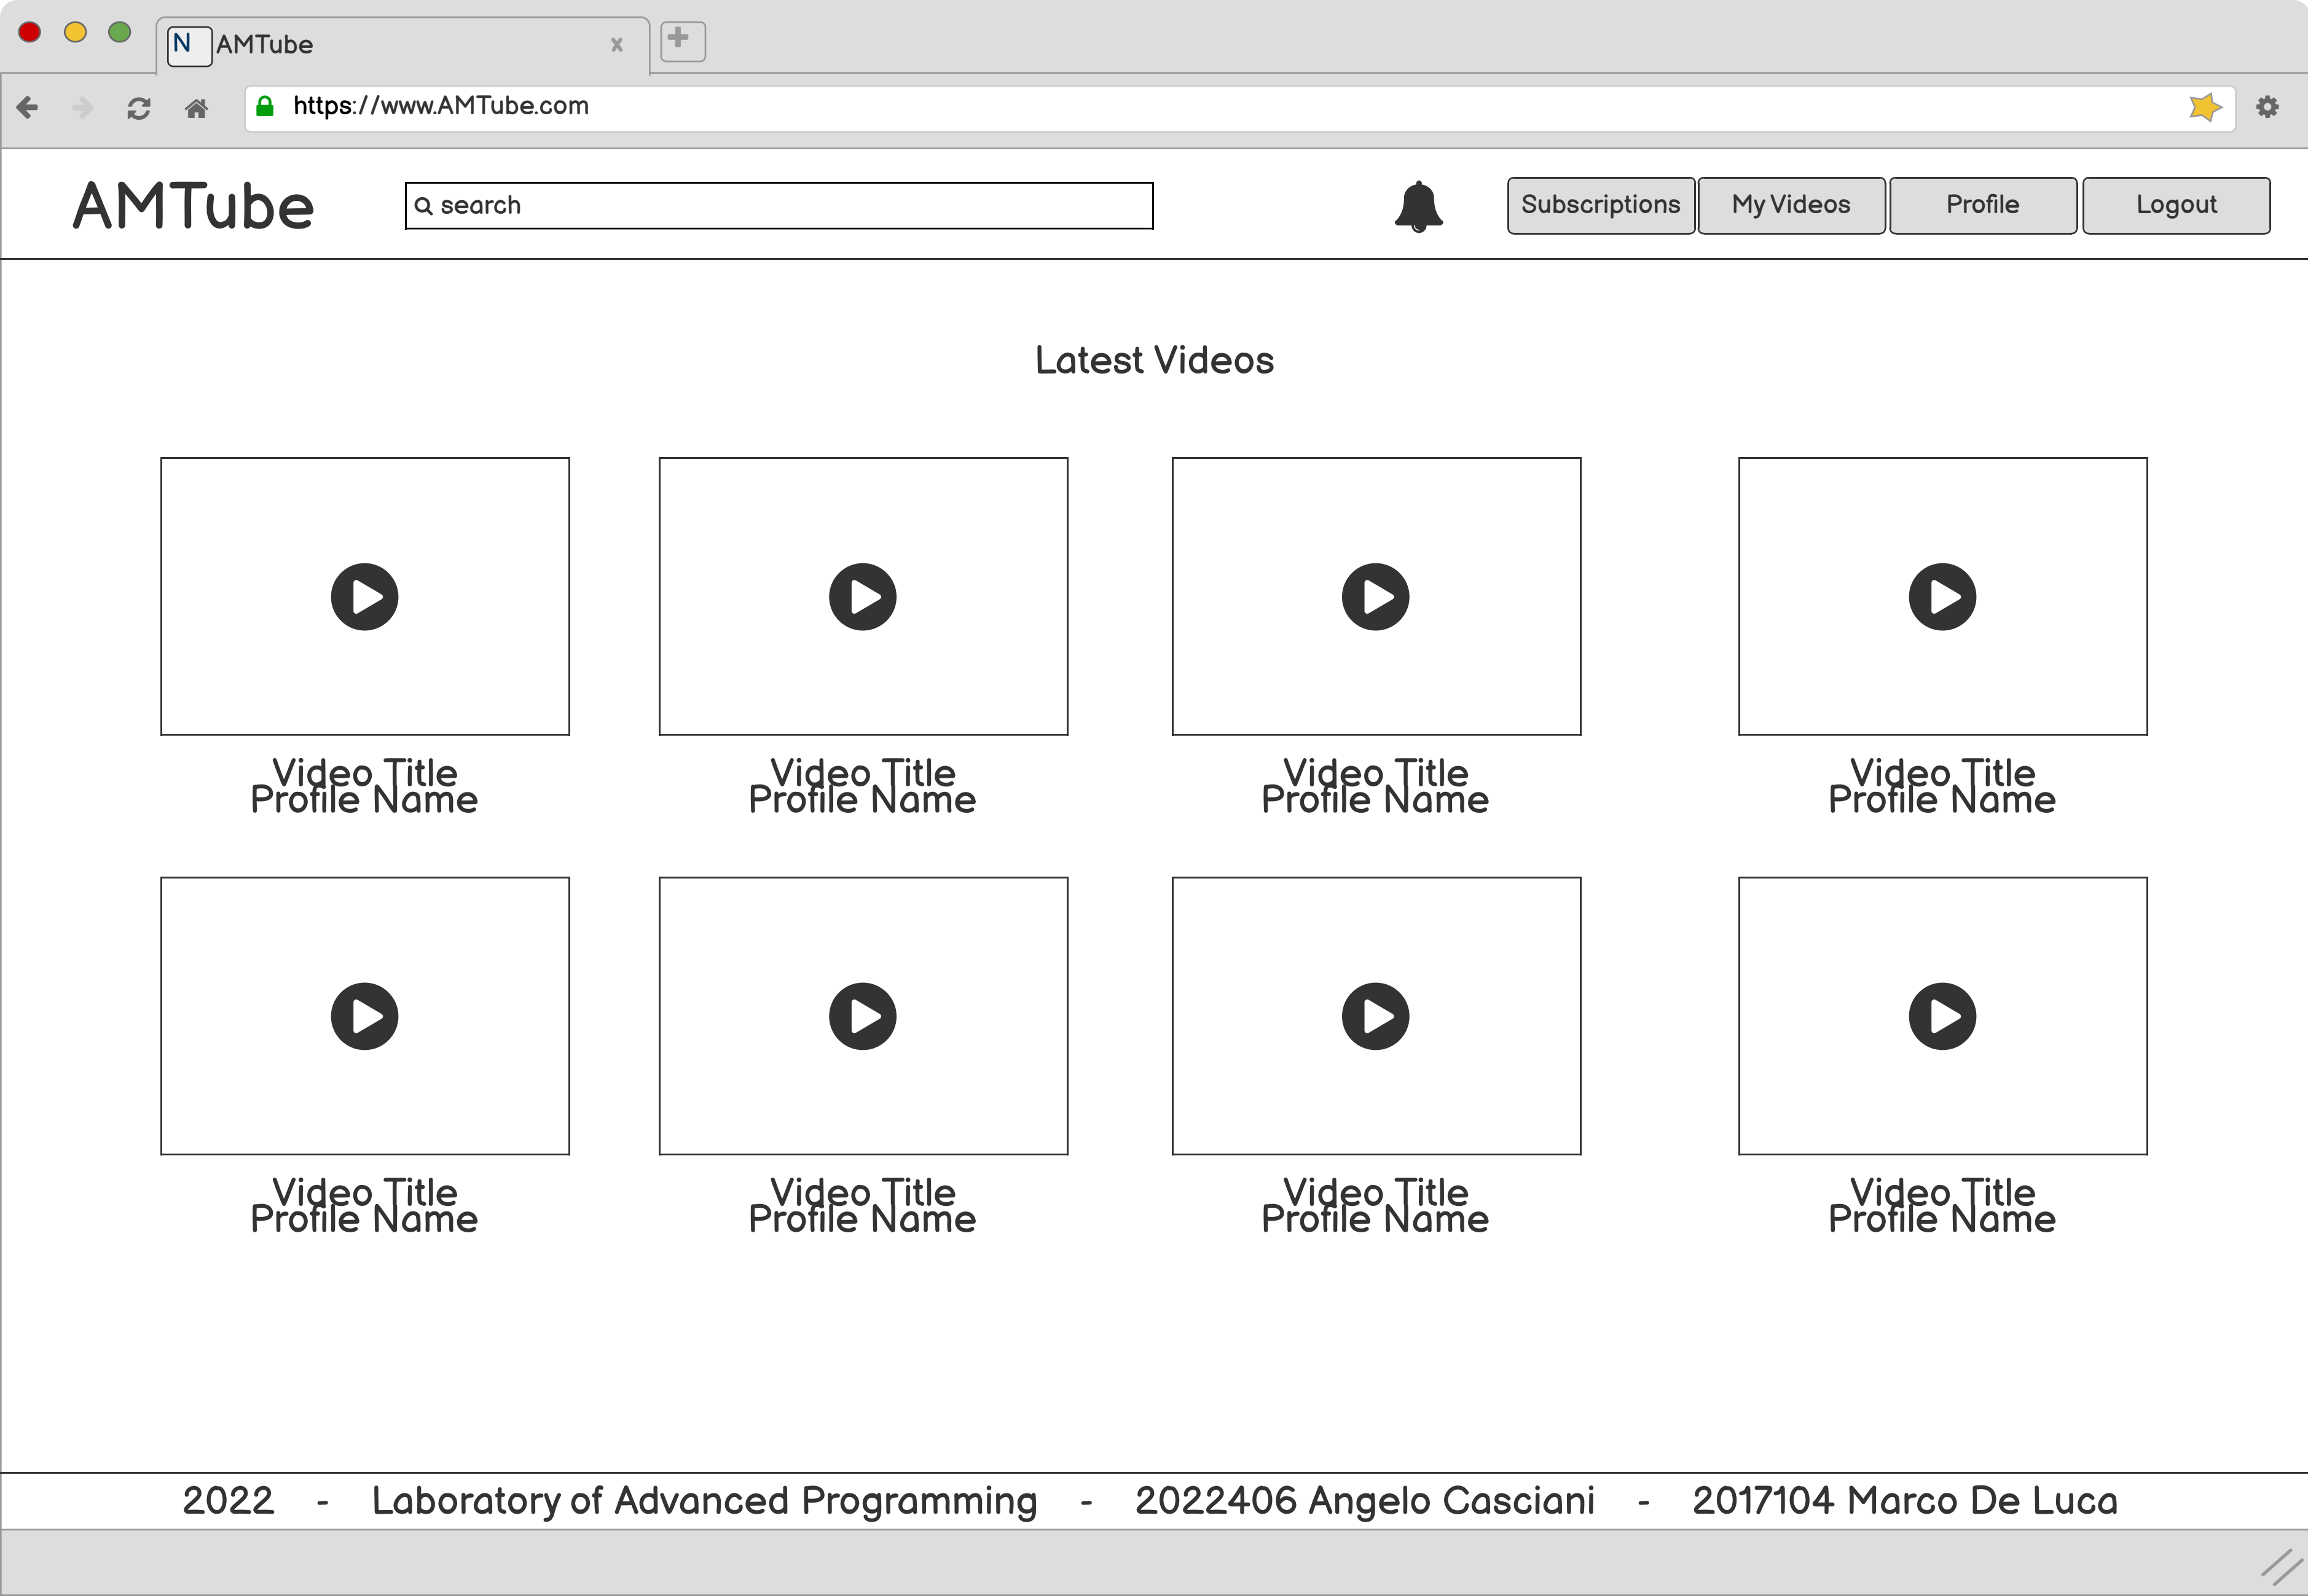 N AMTube x
https://www.AMTube.com
AMTube search Subscriptions My Videos Profile Logout
Latest Videos
Video Title Video Title Video Title Video Title
Profile Name Profile Name Profile Name Profile Name
Video Title Video Title Video Title Video Title
Profile Name Profile Name Profile Name Profile Name
2022 - Laboratory of Advanced Programming - 2022406 Angelo Casciani - 2017104 Marco De Luca